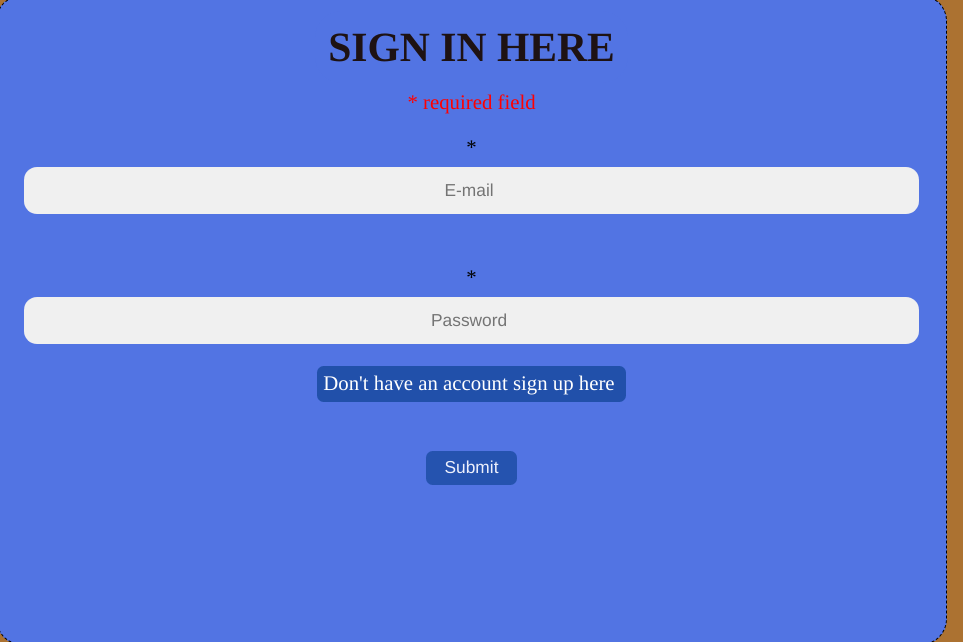 SIGN IN HERE
* required field
*
E-mail
*
Password
Don't have an account sign up here
Submit